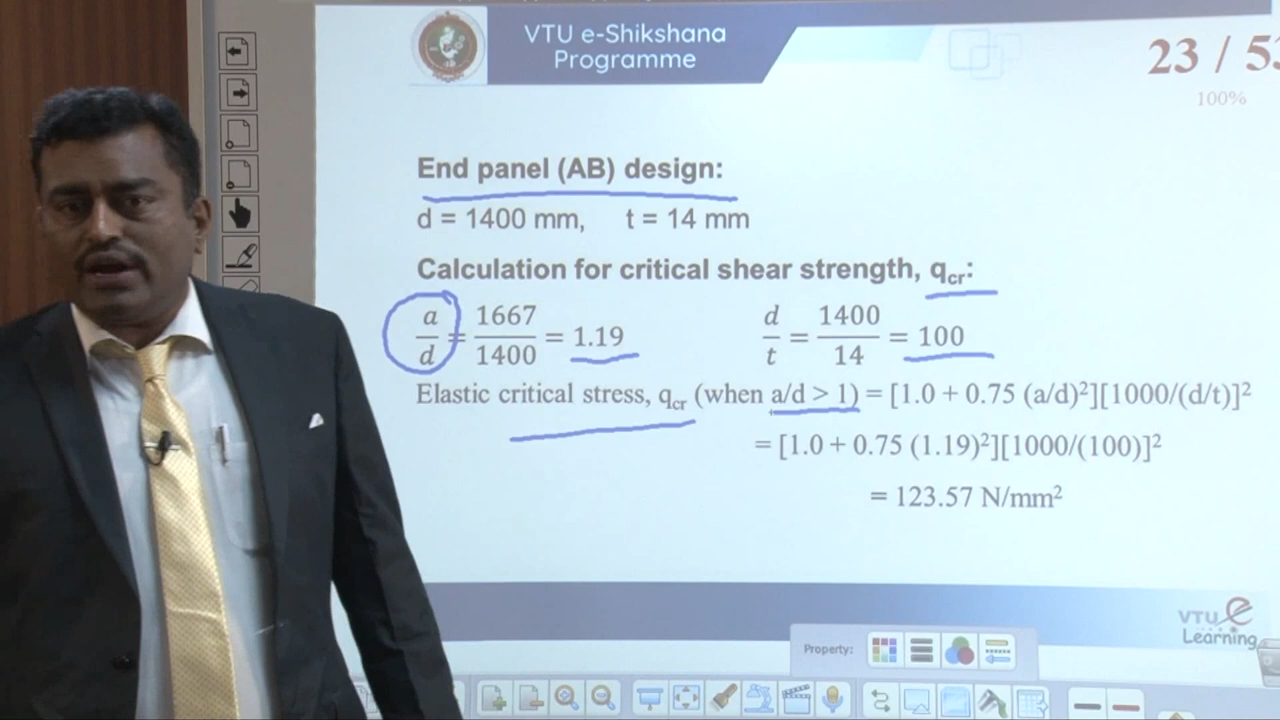 VTU e-Shikshana
Programme
23 / 53
100%
End panel (AB) design:
d = 1400 mm, t = 14 mm
Calculation for critical shear strength, qcr:
a/d = 1667/1400 = 1.19 d/t = 1400/14 = 100
Elastic critical stress, qcr (when a/d > 1) = [1.0 + 0.75 (a/d)²][1000/(d/t)]²
= [1.0 + 0.75 (1.19)²][1000/(100)]²
= 123.57 N/mm²
VTU e
Learning
Property: